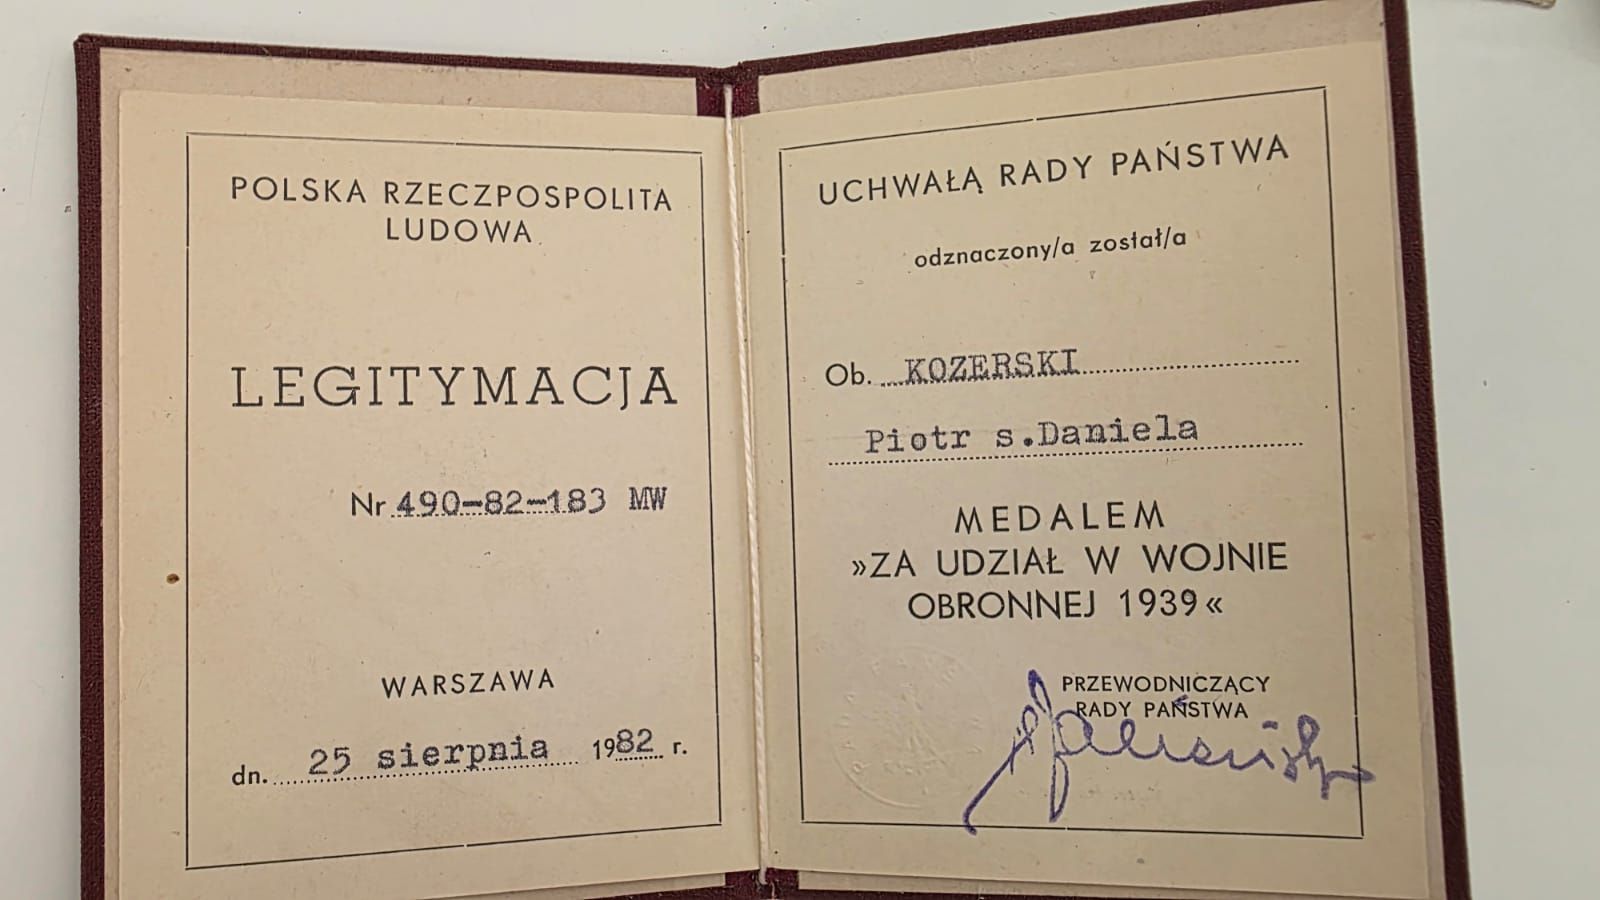 POLSKA RZECZPOSPOLITA
LUDOWA
LEGITYMACJA
Nr 490-82-183 MW
WARSZAWA
dn. 25 sierpnia 1982 r.
UCHWAŁĄ RADY PAŃSTWA
odznaczony/a został/a
Ob. KOZERSKI
Piotr s.Daniela
MEDALEM
»ZA UDZIAŁ W WOJNIE
OBRONNEJ 1939«
PRZEWODNICZĄCY
RADY PAŃSTWA